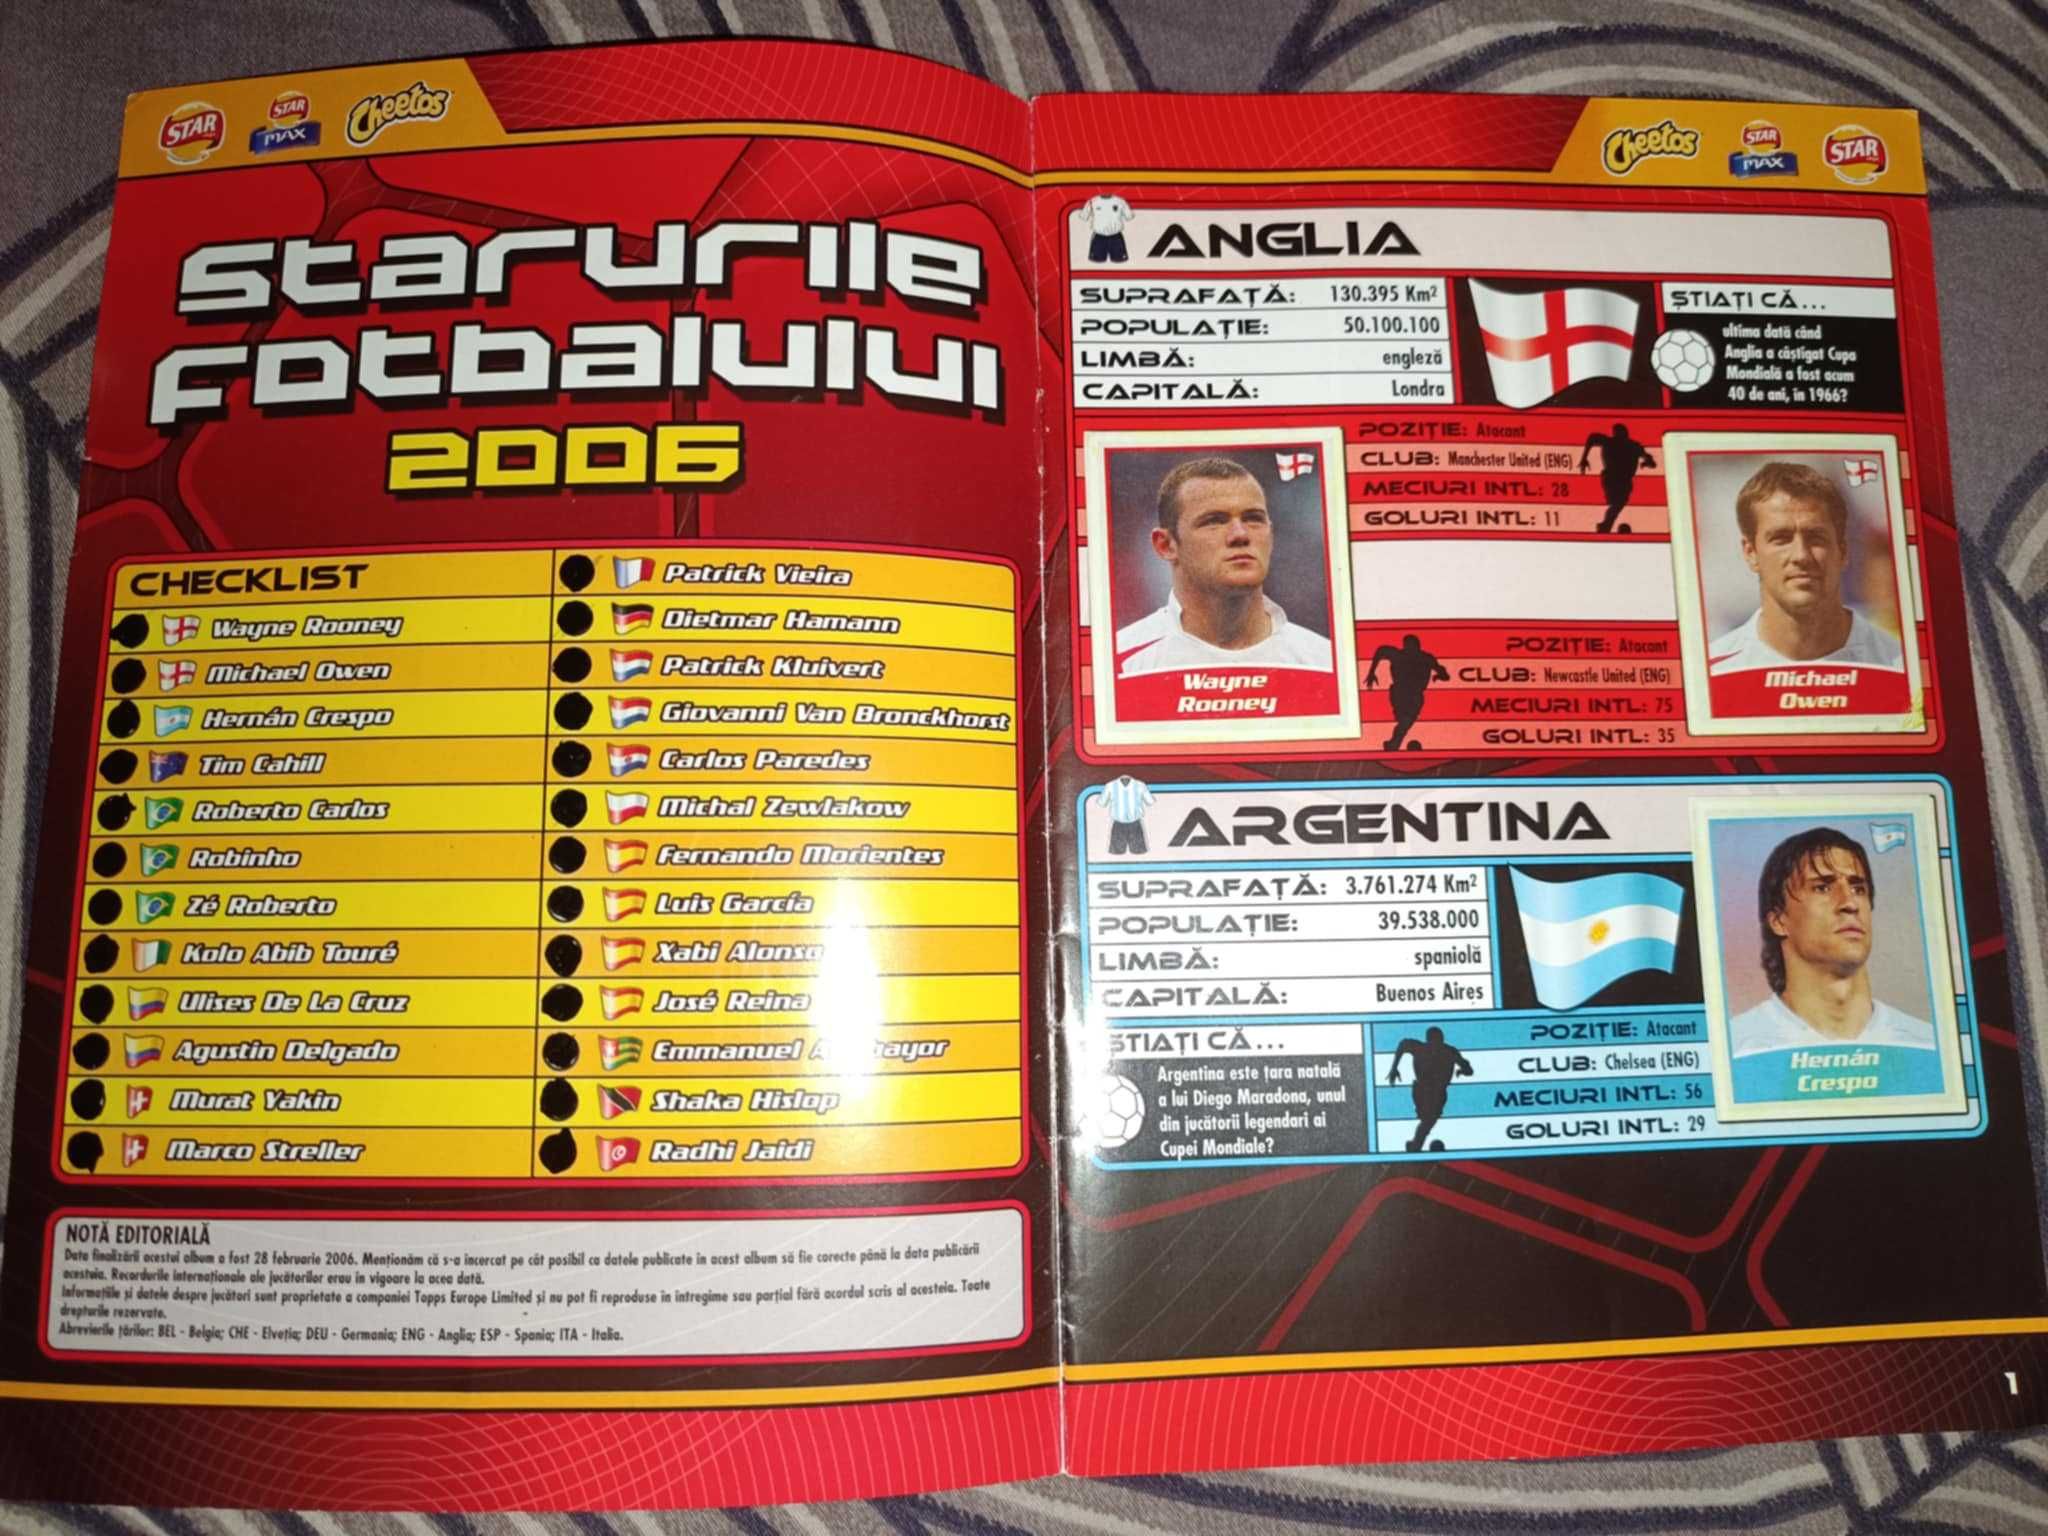 STAR
STAR
MAX
Cheetos
Starurile
Fotbalului
2006
CHECKLIST
Wayne Rooney
Michael Owen
Hernán Crespo
Tim Cahill
Roberto Carlos
Robinho
Zé Roberto
Kolo Abib Touré
Ulises De La Cruz
Agustin Delgado
Murat Yakin
Marco Streller
Patrick Vieira
Dietmar Hamann
Patrick Kluivert
Giovanni Van Bronckhorst
Carlos Paredes
Michal Zewlakow
Fernando Morientes
Luis García
Xabi Alonso
José Reina
Emmanuel
Shaka Hislop
Radhi Jaidi
NOTĂ EDITORIALĂ
Data finalizării acestui album a fost 28 februarie 2006. Menționăm că s-a incercat pe cât posibil ca datele publicate in acest album să fie corecte până la data publicării
acestuia. Recordurile internaționale ale jucătorilor erau in vigoare la acea dată.
Informațiile și datele despre jucători sunt proprietate a companiei Topps Europe Limited și nu pot fi reproduse in intregime sau parțial fără acordul scris al acesteia. Toate
drepturile rezervate.
Abrevierile țărilor: BEL - Belgia; CHE - Elveția; DEU - Germania; ENG - Anglia; ESP - Spania; ITA - Italia.
Cheetos
STAR
MAX
STAR
ANGLIA
SUPRAFAȚĂ: 130.395 Km²
POPULAȚIE: 50.100.100
LIMBĂ: engleză
CAPITALĂ: Londra
ȘTIAȚI CĂ...
ultima dată când
Anglia a câștigat Cupa
Mondială a fost acum
40 de ani, in 1966?
POZIȚIE: Atacant
CLUB: Manchester United (ENG)
MECIURI INTL: 28
GOLURI INTL: 11
Wayne
Rooney
POZIȚIE: Atacant
CLUB: Newcastle United (ENG)
MECIURI INTL: 75
GOLURI INTL: 35
Michael
Owen
ARGENTINA
SUPRAFAȚĂ: 3.761.274 Km²
POPULAȚIE: 39.538.000
LIMBĂ: spaniolă
CAPITALĂ: Buenos Aires
ȘTIAȚI CĂ...
Argentina este țara natală
a lui Diego Maradona, unul
din jucătorii legendari ai
Cupei Mondiale?
POZIȚIE: Atacant
CLUB: Chelsea (ENG)
MECIURI INTL: 56
GOLURI INTL: 29
Hernán
Crespo
1